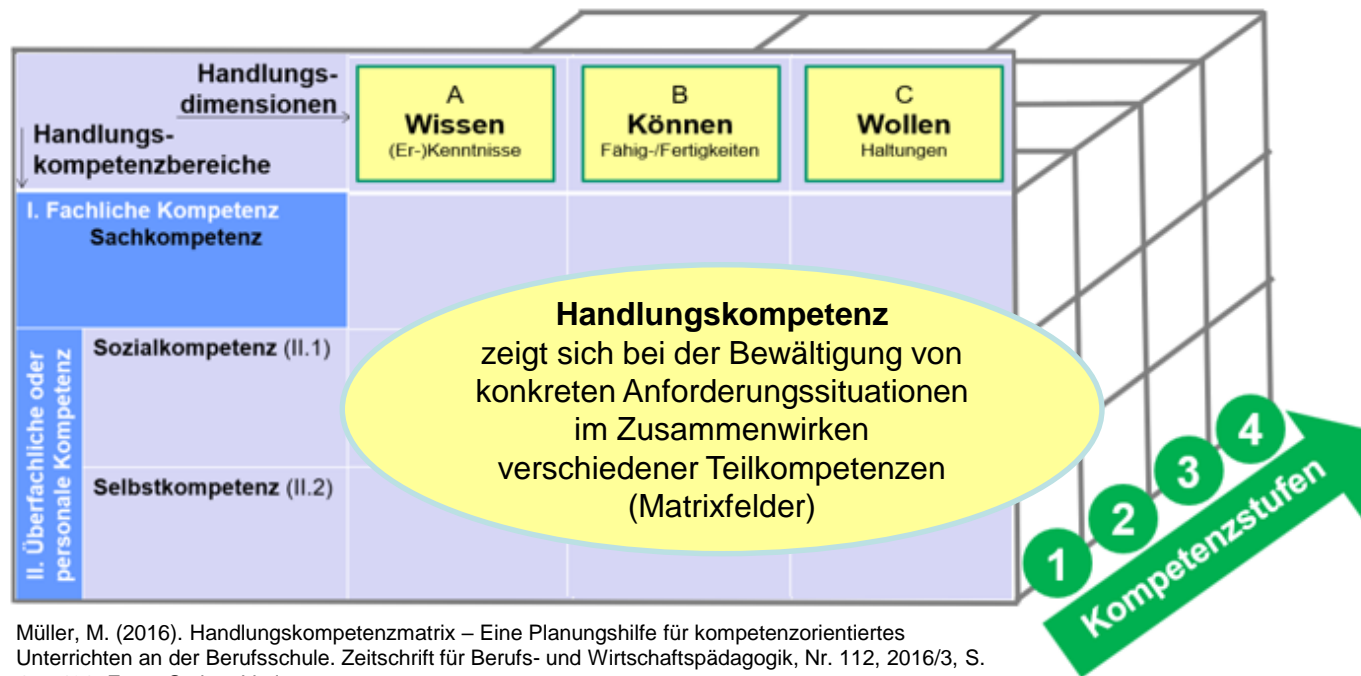 Handlungs-
dimensionen
Handlungs-
kompetenzbereiche
A
Wissen
(Er-)Kenntnisse
B
Können
Fähig-/Fertigkeiten
C
Wollen
Haltungen
I. Fachliche Kompetenz
Sachkompetenz
II. Überfachliche oder
personale Kompetenz
Sozialkompetenz (II.1)
Selbstkompetenz (II.2)
Handlungskompetenz
zeigt sich bei der Bewältigung von
konkreten Anforderungssituationen
im Zusammenwirken
verschiedener Teilkompetenzen
(Matrixfelder)
1
2
3
4
Kompetenzstufen
Müller, M. (2016). Handlungskompetenzmatrix – Eine Planungshilfe für kompetenzorientiertes
Unterrichten an der Berufsschule. Zeitschrift für Berufs- und Wirtschaftspädagogik, Nr. 112, 2016/3, S.